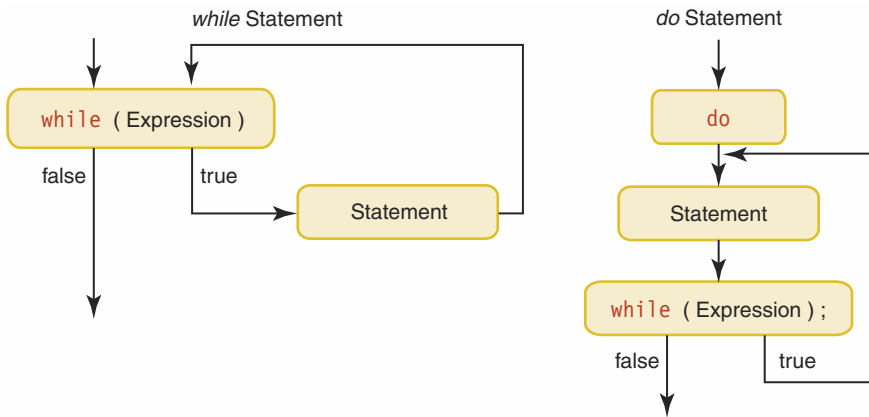 while Statement
while ( Expression )
false
true
Statement
do Statement
do
Statement
while ( Expression ) ;
false
true